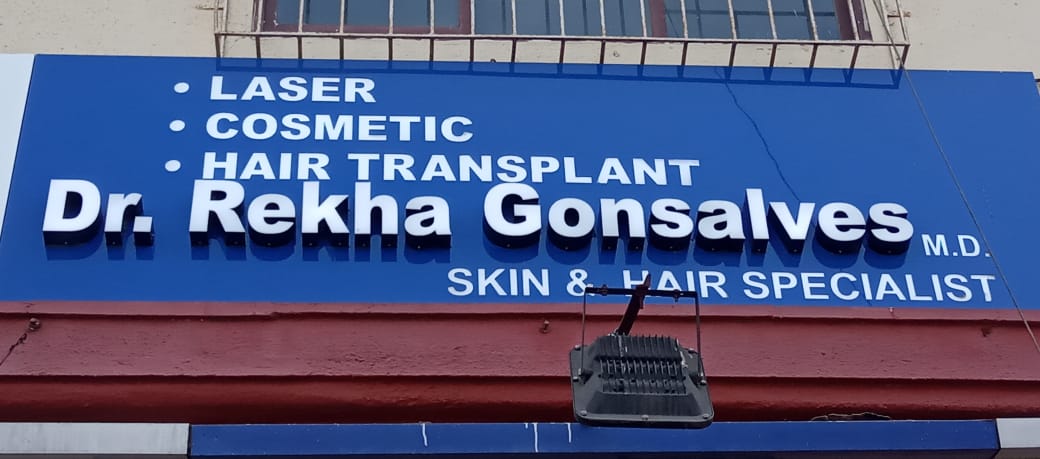 • LASER
• COSMETIC
• HAIR TRANSPLANT
Dr. Rekha Gonsalves M.D.
SKIN & HAIR SPECIALIST